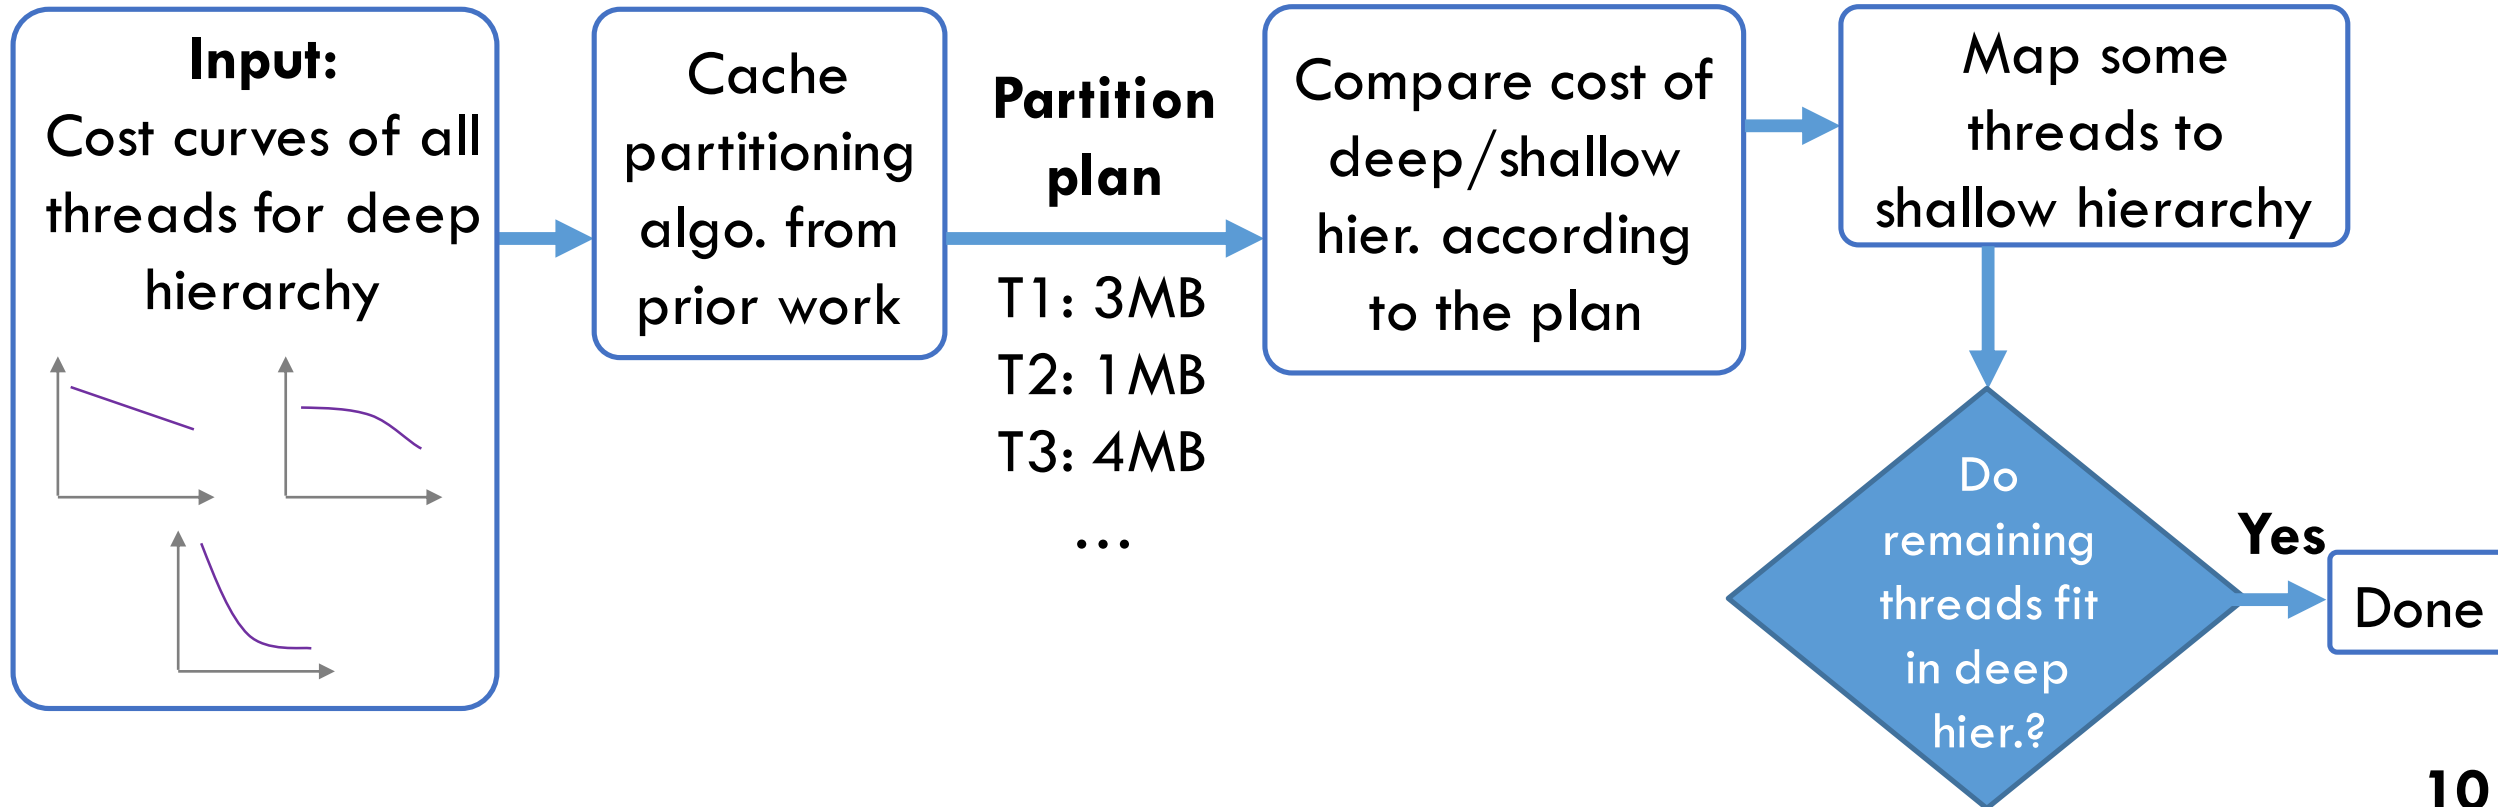 Input:
Cost curves of all
threads for deep
hierarchy
Cache
partitioning
algo. from
prior work
Partition
plan
T1: 3MB
T2: 1MB
T3: 4MB
...
Compare cost of
deep/shallow
hier. according
to the plan
Map some
threads to
shallow hierarchy
Do
remaining
threads fit
in deep
hier.?
Yes
Done
10